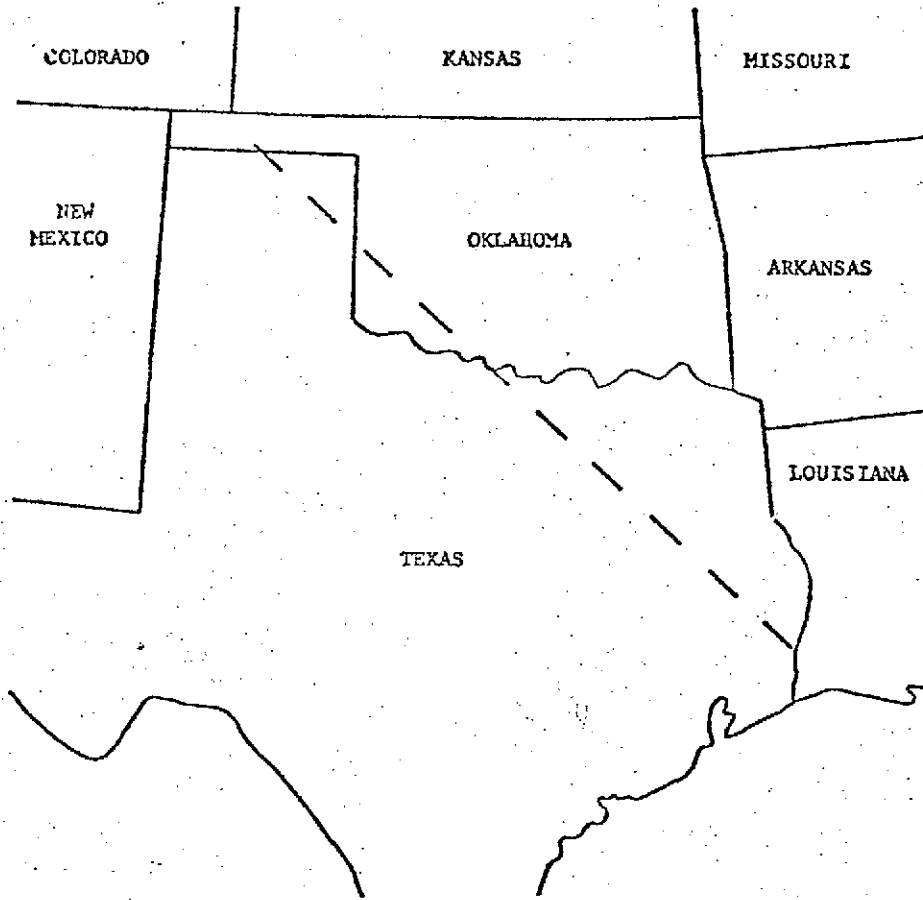 COLORADO
KANSAS
MISSOURI
NEW
MEXICO
OKLAHOMA
ARKANSAS
LOUISIANA
TEXAS